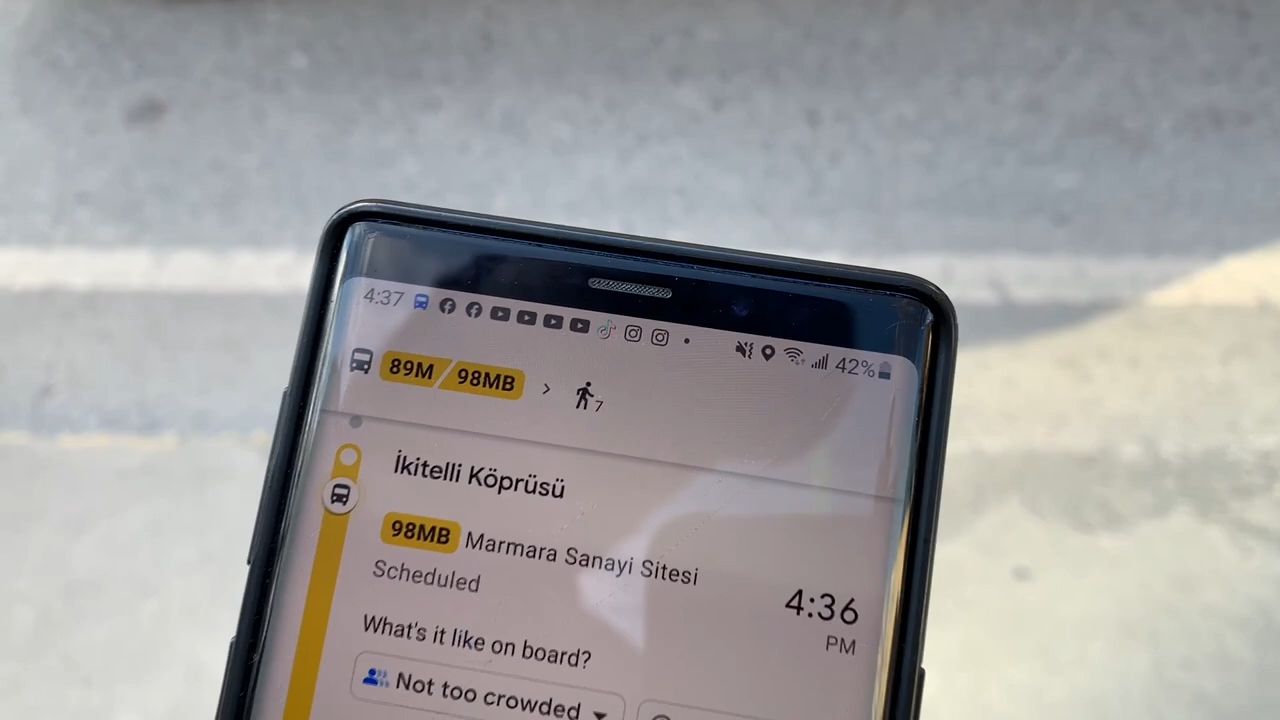 4:37 42%
89M / 98MB > 7
İkitelli Köprüsü
98MB Marmara Sanayi Sitesi
Scheduled
4:36
PM
What's it like on board?
Not too crowded